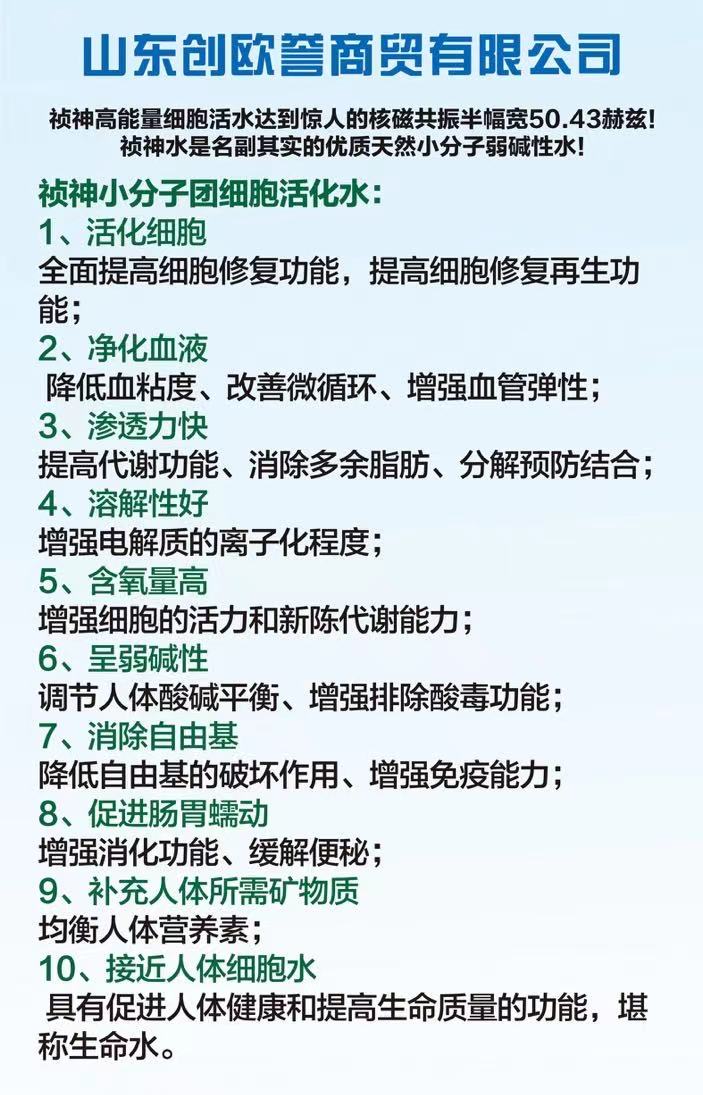 山东创欧誉商贸有限公司
祯神高能量细胞活水达到惊人的核磁共振半幅宽50.43赫兹!
祯神水是名副其实的优质天然小分子弱碱性水!
祯神小分子团细胞活化水：
1、活化细胞
全面提高细胞修复功能，提高细胞修复再生功
能；
2、净化血液
降低血粘度、改善微循环、增强血管弹性；
3、渗透力快
提高代谢功能、消除多余脂肪、分解预防结合；
4、溶解性好
增强电解质的离子化程度；
5、含氧量高
增强细胞的活力和新陈代谢能力；
6、呈弱碱性
调节人体酸碱平衡、增强排除酸毒功能；
7、消除自由基
降低自由基的破坏作用、增强免疫能力；
8、促进肠胃蠕动
增强消化功能、缓解便秘；
9、补充人体所需矿物质
均衡人体营养素；
10、接近人体细胞水
具有促进人体健康和提高生命质量的功能，堪
称生命水。